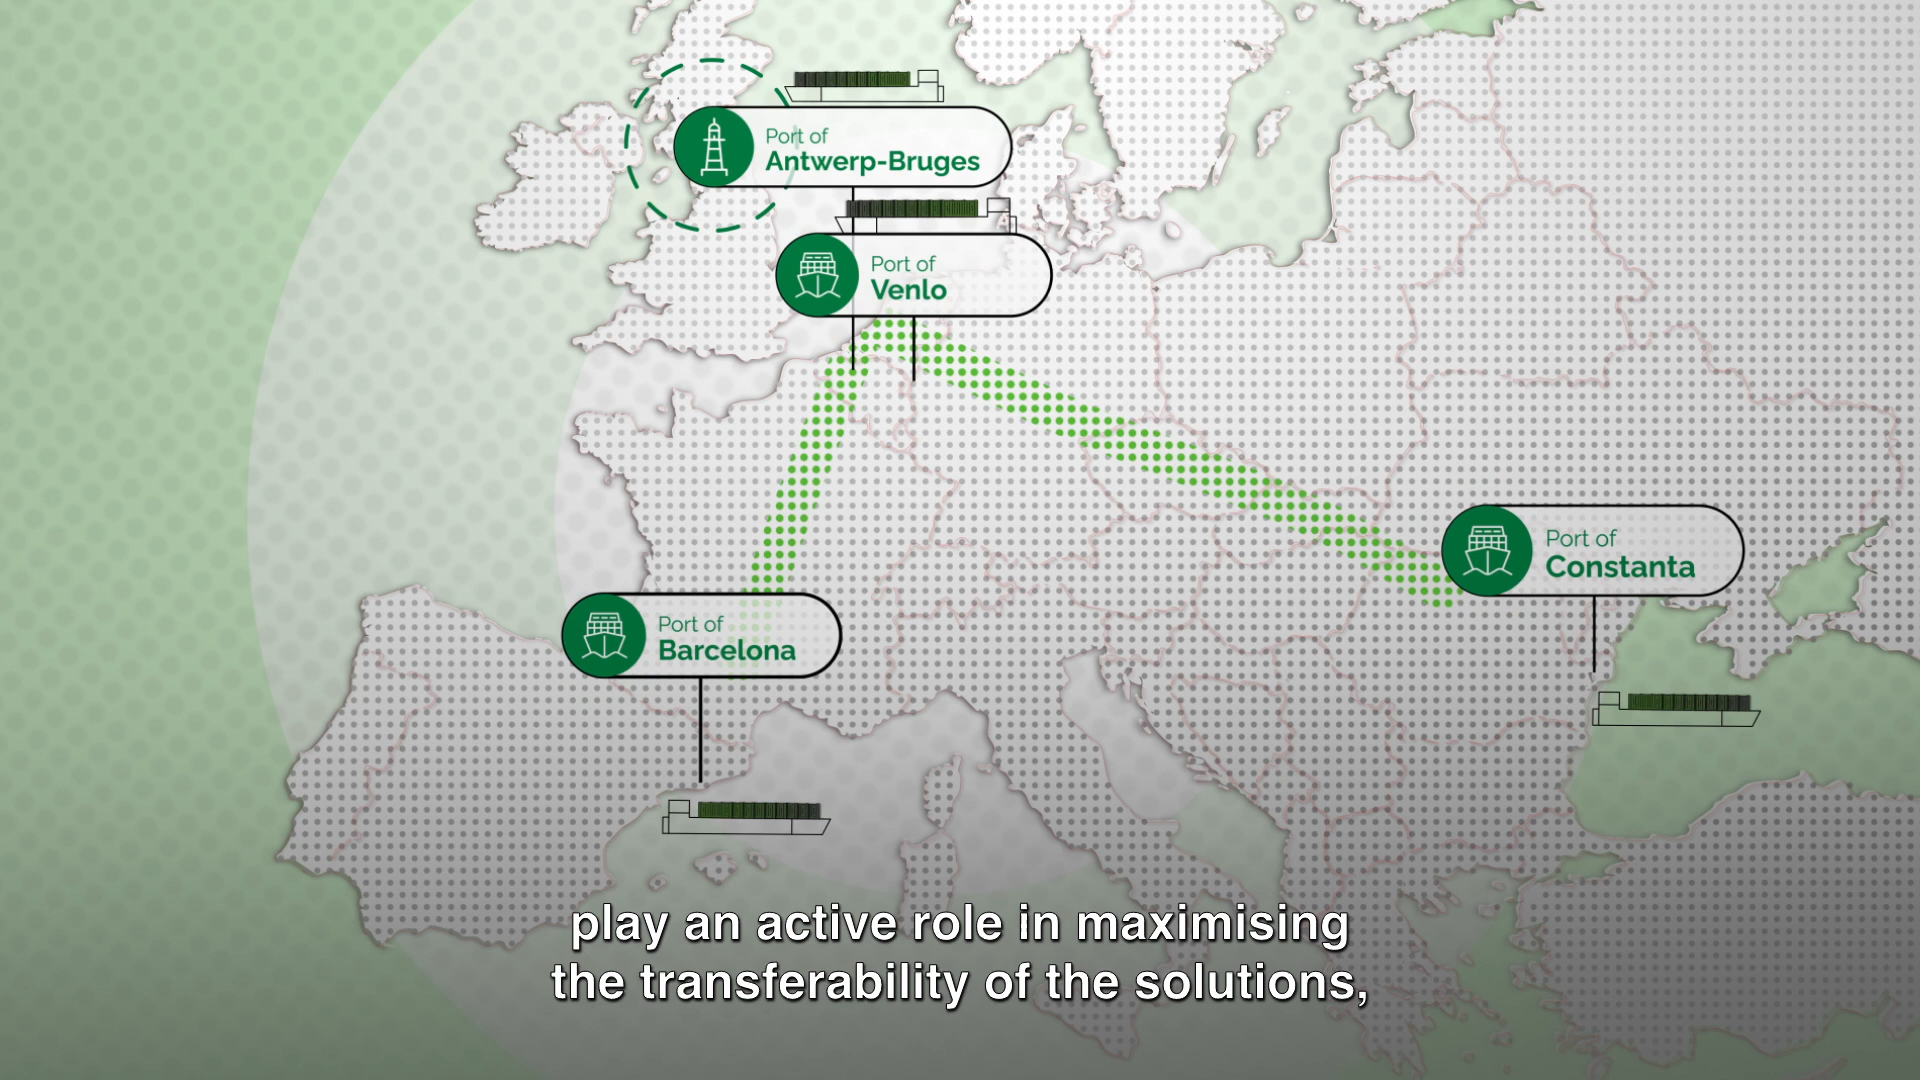 Port of
Antwerp-Bruges
Port of
Venlo
Port of
Constanta
Port of
Barcelona
play an active role in maximising
the transferability of the solutions,